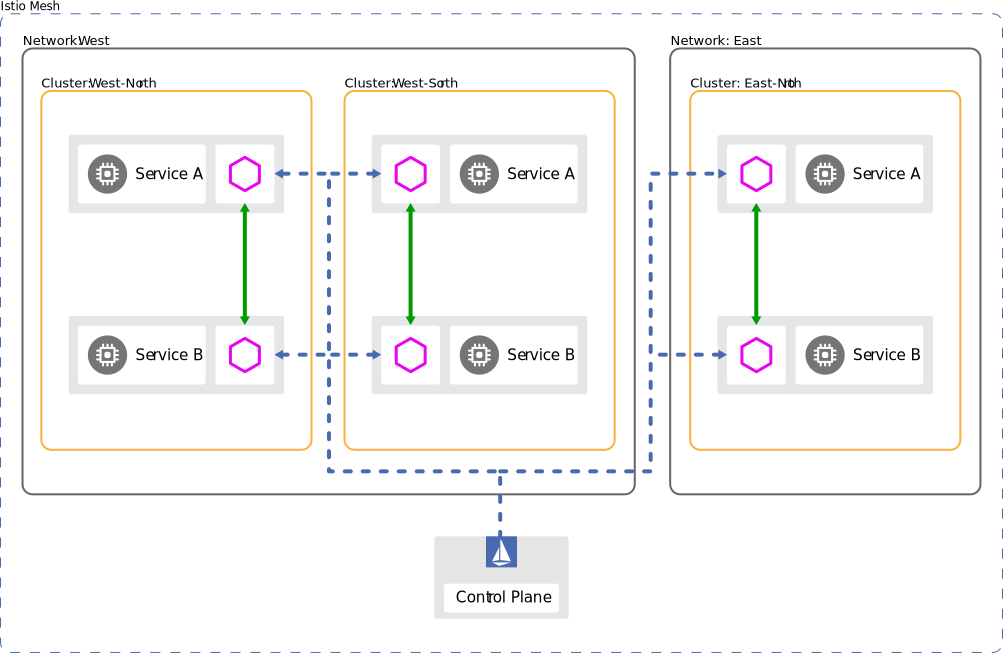 Istio Mesh
Network: West
Network: East
Cluster: West-North
Cluster: West-South
Cluster: East-North
Service A
Service A
Service A
Service B
Service B
Service B
Control Plane